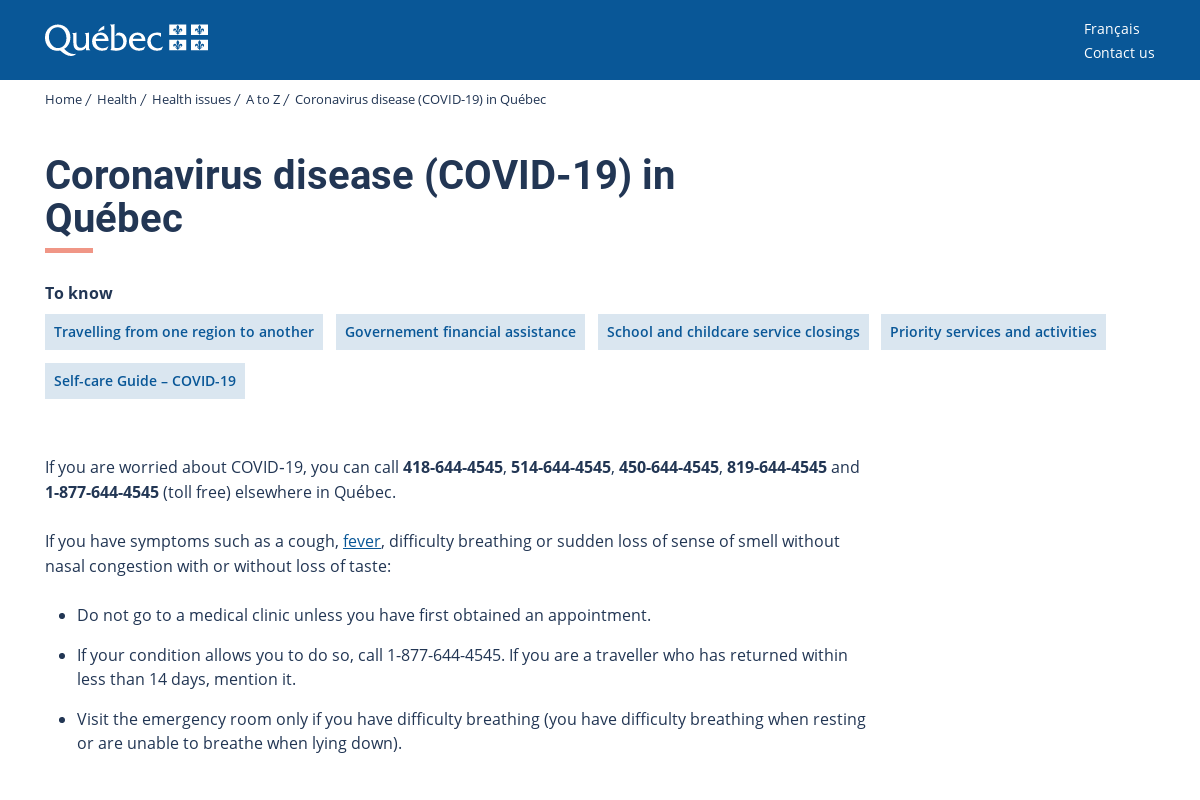 Québec
Français
Contact us
Home / Health / Health issues / A to Z / Coronavirus disease (COVID-19) in Québec
Coronavirus disease (COVID-19) in
Québec
To know
Travelling from one region to another Governement financial assistance School and childcare service closings Priority services and activities
Self-care Guide – COVID-19
If you are worried about COVID-19, you can call 418-644-4545, 514-644-4545, 450-644-4545, 819-644-4545 and
1-877-644-4545 (toll free) elsewhere in Québec.
If you have symptoms such as a cough, fever, difficulty breathing or sudden loss of sense of smell without
nasal congestion with or without loss of taste:
• Do not go to a medical clinic unless you have first obtained an appointment.
• If your condition allows you to do so, call 1-877-644-4545. If you are a traveller who has returned within
less than 14 days, mention it.
• Visit the emergency room only if you have difficulty breathing (you have difficulty breathing when resting
or are unable to breathe when lying down).